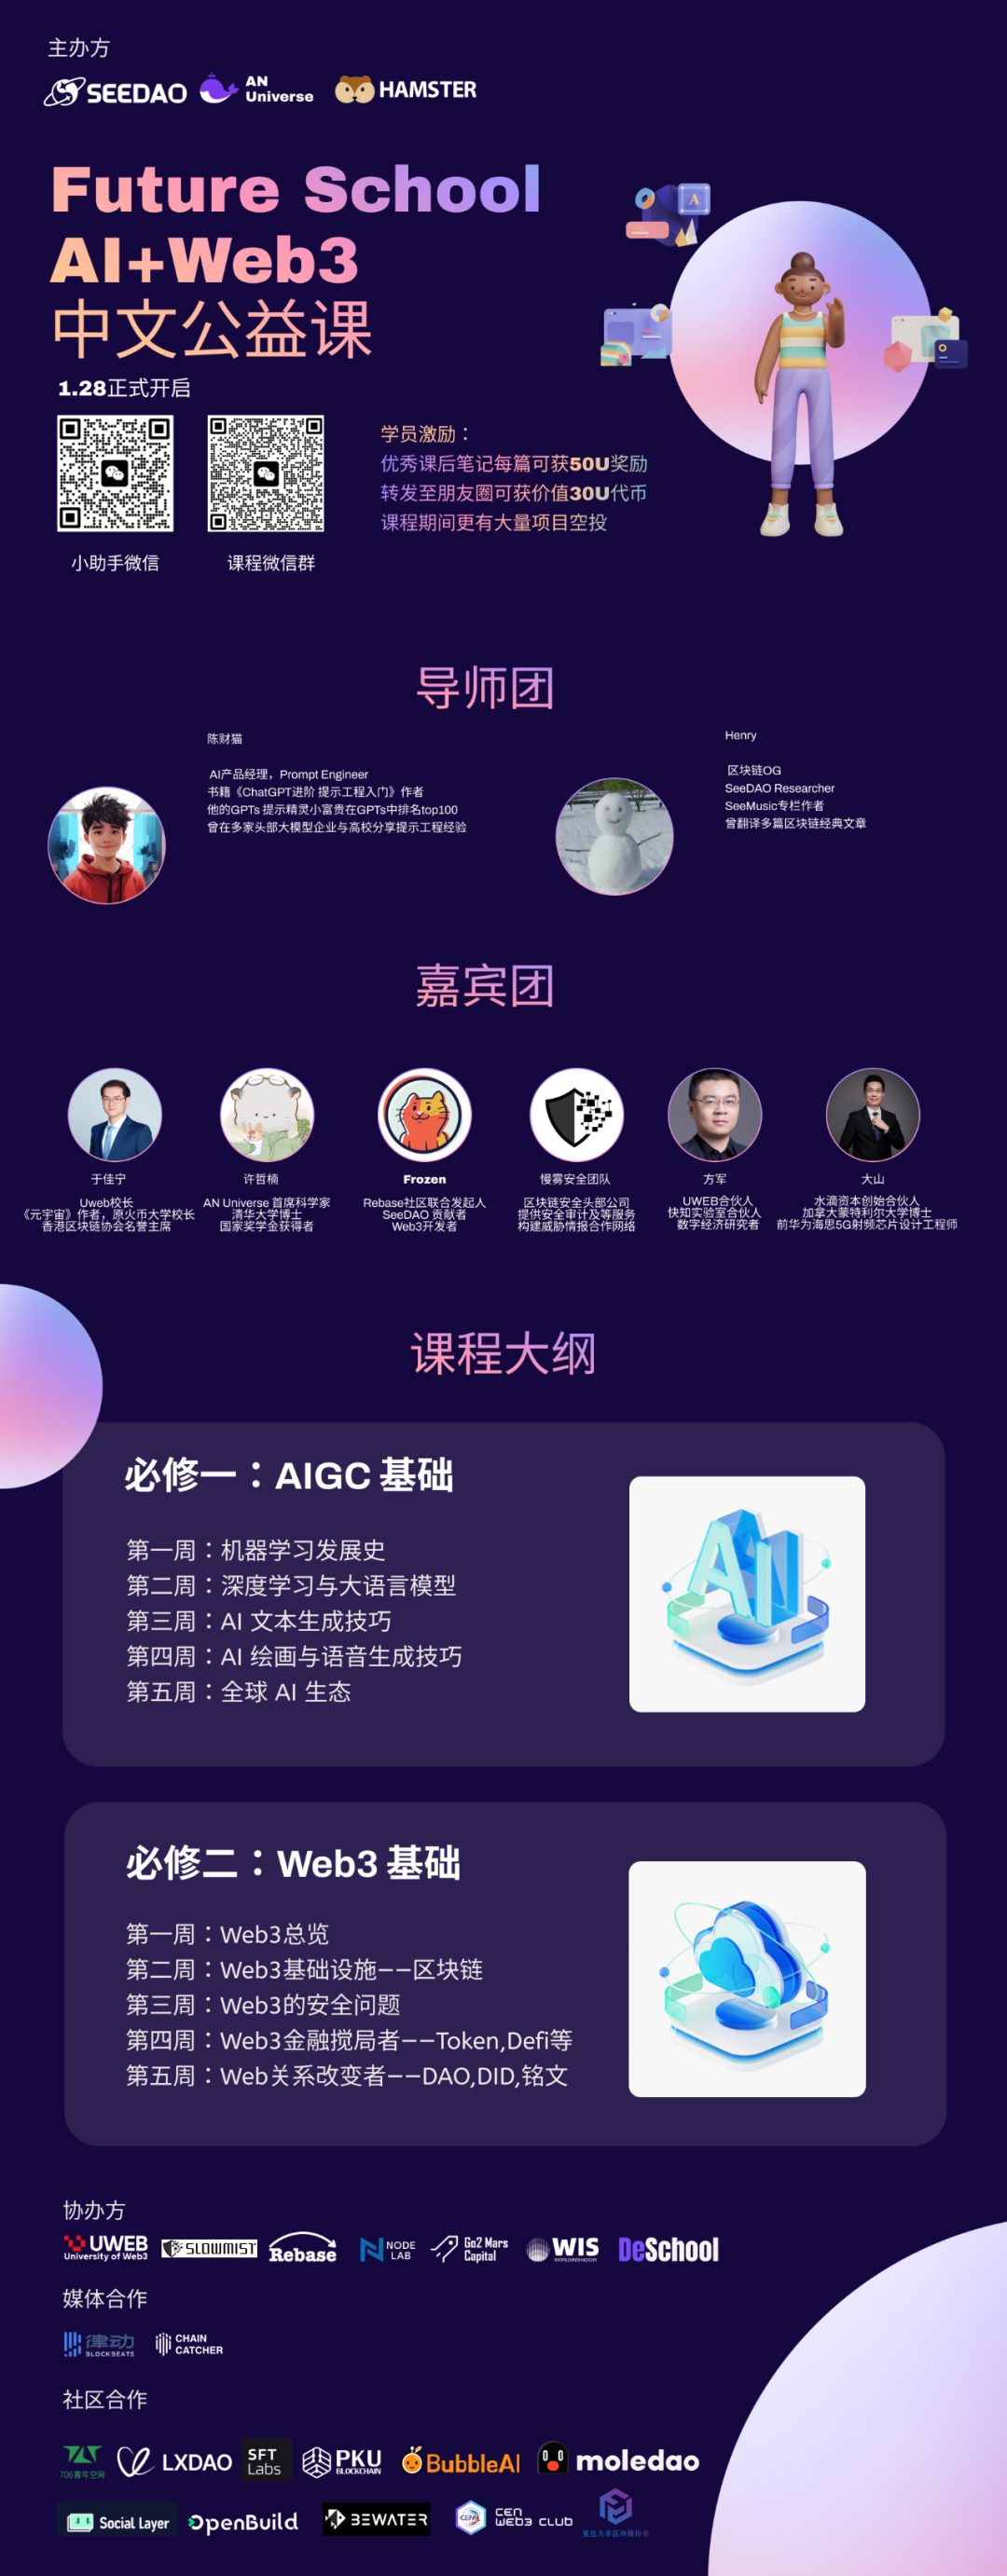 主办方
SEEDAO
AN
Universe
HAMSTER
Future School
AI+Web3
中文公益课
1.28正式开启
小助手微信
课程微信群
学员激励：
优秀课后笔记每篇可获50U奖励
转发至朋友圈可获价值30U代币
课程期间更有大量项目空投
A
导师团
陈财猫
AI产品经理，Prompt Engineer
书籍《ChatGPT进阶 提示工程入门》作者
他的GPTs 提示精灵小富贵在GPTs中排名top100
曾在多家头部大模型企业与高校分享提示工程经验
Henry
区块链OG
SeeDAO Researcher
SeeMusic专栏作者
曾翻译多篇区块链经典文章
嘉宾团
于佳宁
Uweb校长
《元宇宙》作者，原火币大学校长
香港区块链协会名誉主席
许哲楠
AN Universe 首席科学家
清华大学博士
国家奖学金获得者
Frozen
Rebase社区联合发起人
SeeDAO 贡献者
Web3开发者
慢雾安全团队
区块链安全头部公司
提供安全审计及等服务
构建威胁情报合作网络
方军
UWEB合伙人
快知实验室合伙人
数字经济研究者
大山
水滴资本创始合伙人
加拿大蒙特利尔大学博士
前华为海思5G射频芯片设计工程师
课程大纲
必修一：AIGC 基础
第一周：机器学习发展史
第二周：深度学习与大语言模型
第三周：AI 文本生成技巧
第四周：AI 绘画与语音生成技巧
第五周：全球 AI 生态
AI
必修二：Web3 基础
第一周：Web3总览
第二周：Web3基础设施——区块链
第三周：Web3的安全问题
第四周：Web3金融搅局者——Token,Defi等
第五周：Web关系改变者——DAO,DID,铭文
协办方
UWEB
University of Web3
SLOWMIST
Rebase
NODE
LAB
Go2 Mars
Capital
WIS
WORLDINSHADOW
DeSchool
媒体合作
律动
BLOCKBEATS
CHAIN
CATCHER
社区合作
706青年空间
LXDAO
SFT
Labs
PKU
BLOCKCHAIN
BubbleAI
moledao
Social Layer
OpenBuild
BEWATER
CEN
WEB3 CLUB
复旦大学区块链协会